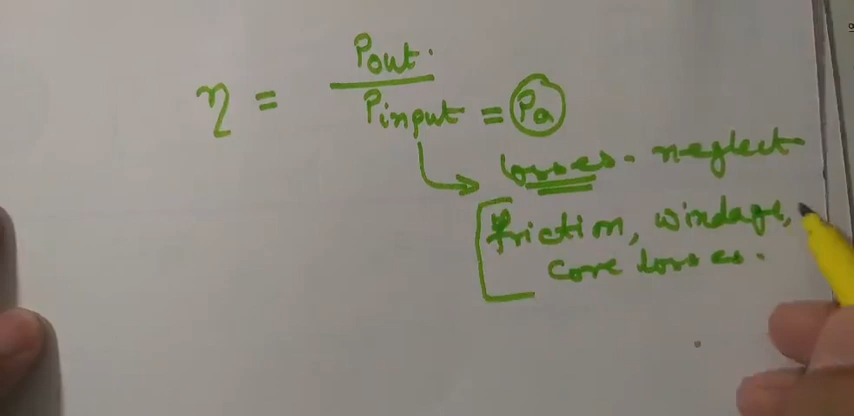 η = Pout.
Pinput = Pa
losses. neglect
friction, windage,
core losses.